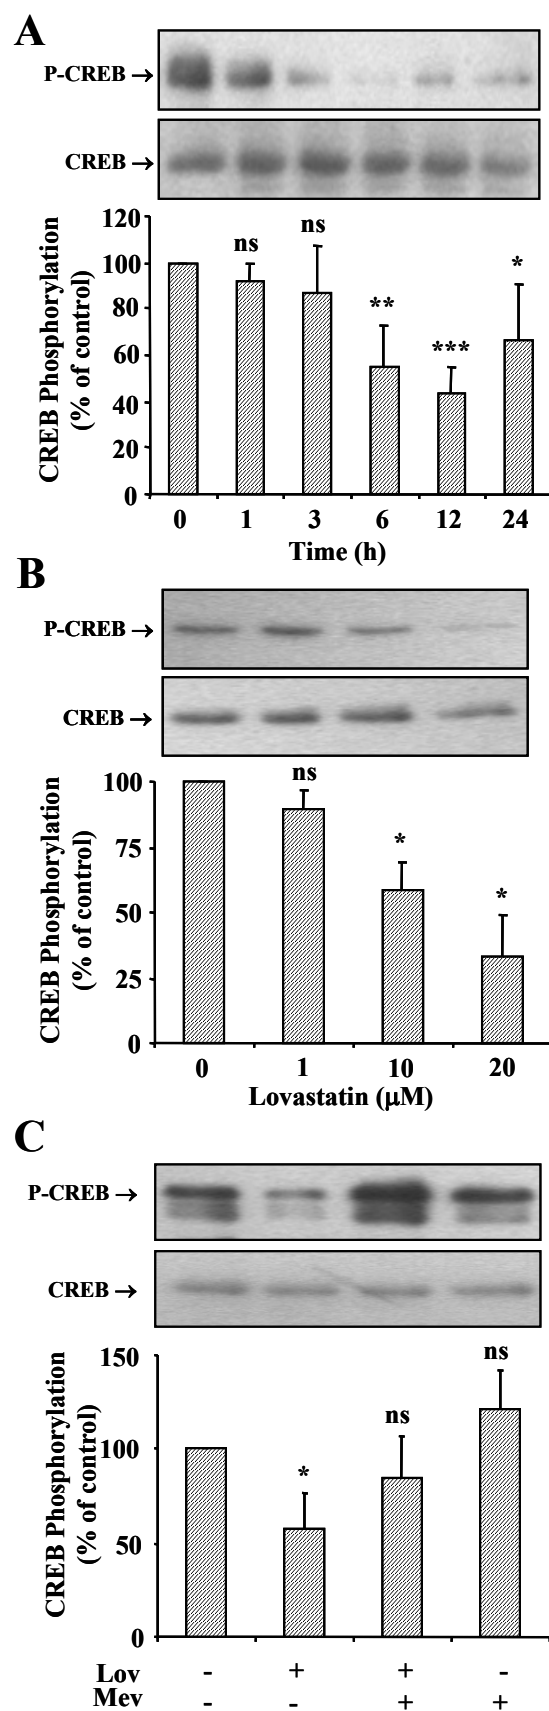 A
P-CREB →
CREB →
CREB Phosphorylation
(% of control)
120
100
80
60
40
20
0
ns
ns
**
***
*
0 1 3 6 12 24
Time (h)
B
P-CREB →
CREB →
CREB Phosphorylation
(% of control)
100
75
50
25
0
ns
*
*
0 1 10 20
Lovastatin (μM)
C
P-CREB →
CREB →
CREB Phosphorylation
(% of control)
150
100
50
0
*
ns
ns
Lov - + + -
Mev - - + +